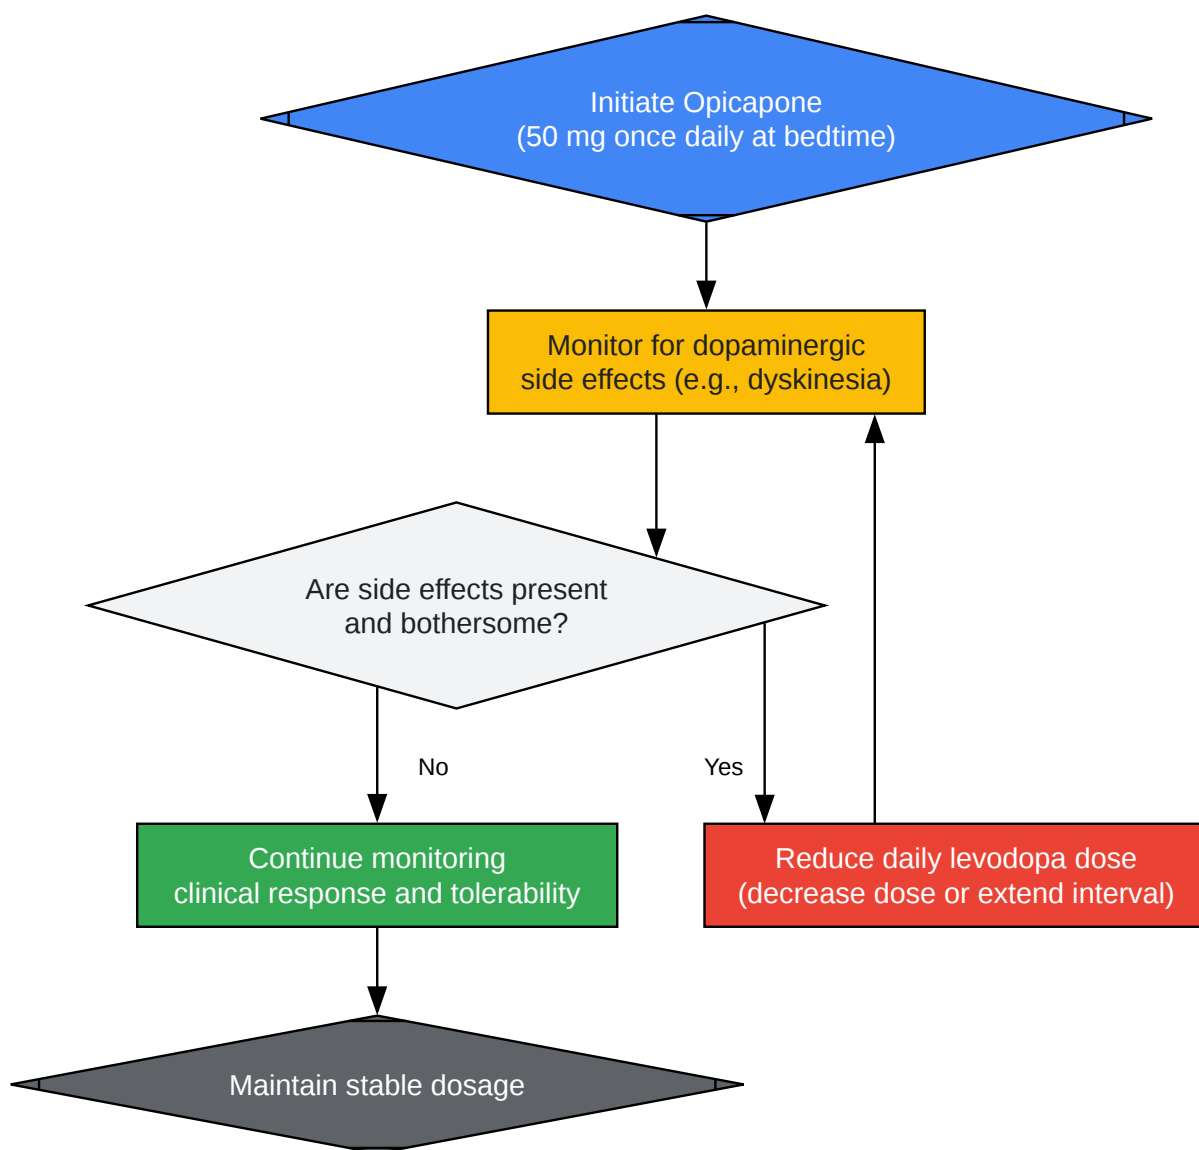 Initiate Opicapone
(50 mg once daily at bedtime)
Monitor for dopaminergic
side effects (e.g., dyskinesia)
Are side effects present
and bothersome?
No
Yes
Continue monitoring
clinical response and tolerability
Reduce daily levodopa dose
(decrease dose or extend interval)
Maintain stable dosage